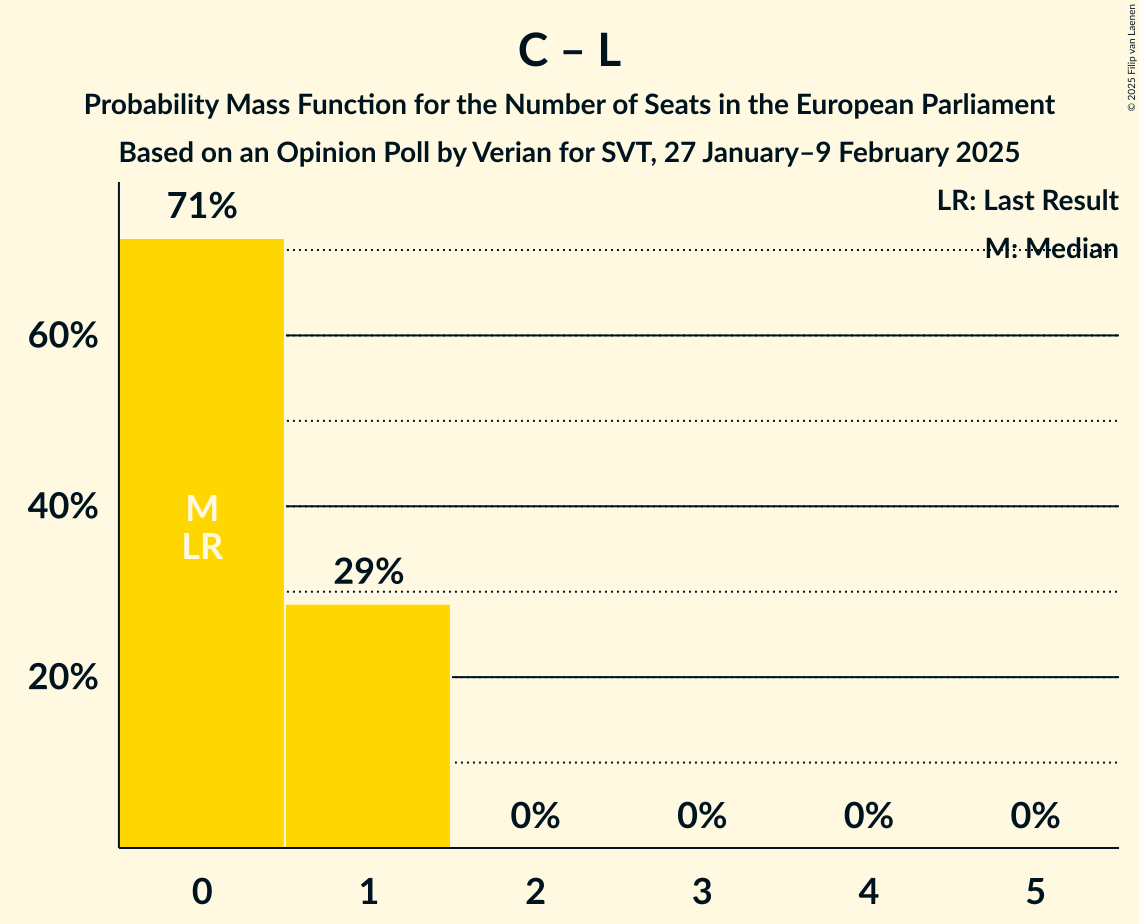 C – L
Probability Mass Function for the Number of Seats in the European Parliament
Based on an Opinion Poll by Verian for SVT, 27 January–9 February 2025
© 2025 Filip van Laenen
LR: Last Result
M: Median
71%
60%
40%
20%
M
LR
29%
0% 0% 0% 0%
0 1 2 3 4 5